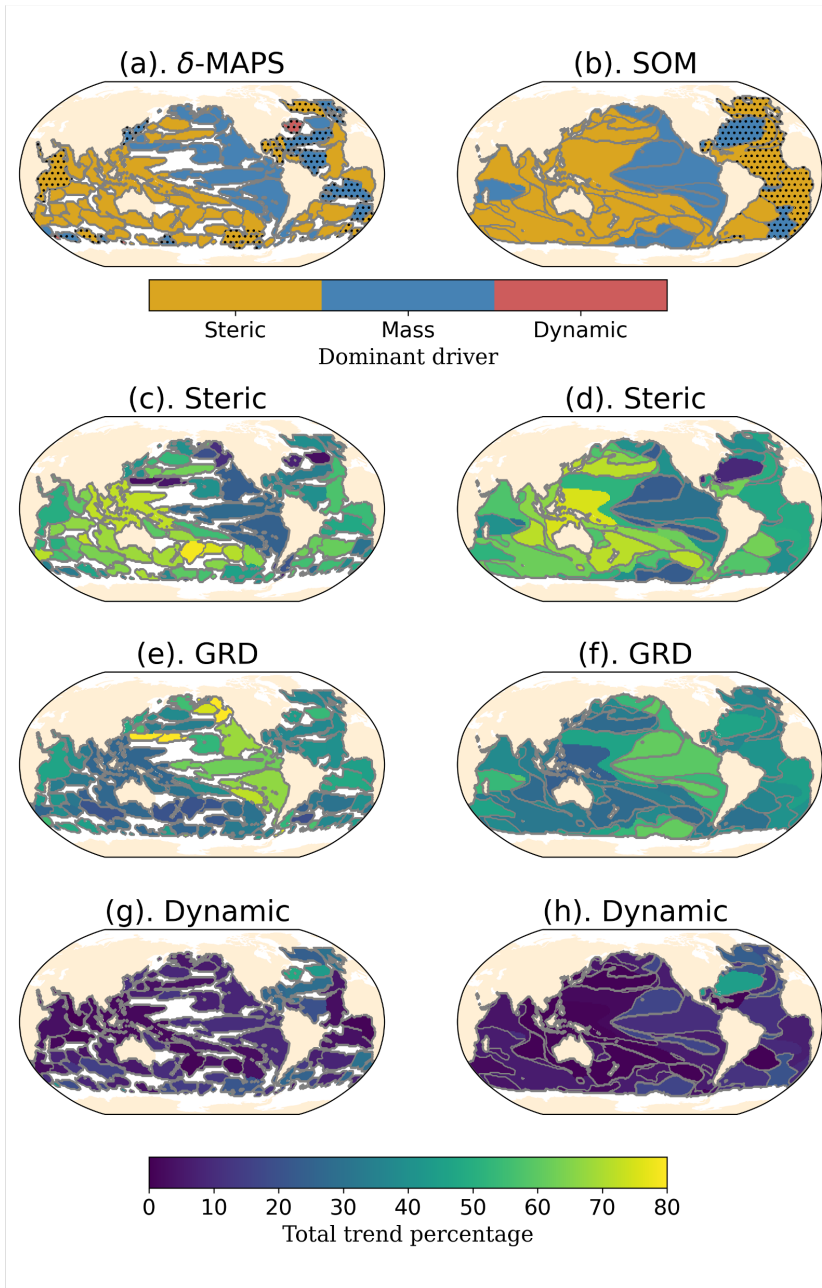 (a). δ-MAPS
(b). SOM
Steric
Mass
Dynamic
Dominant driver
(c). Steric
(d). Steric
(e). GRD
(f). GRD
(g). Dynamic
(h). Dynamic
0 10 20 30 40 50 60 70 80
Total trend percentage